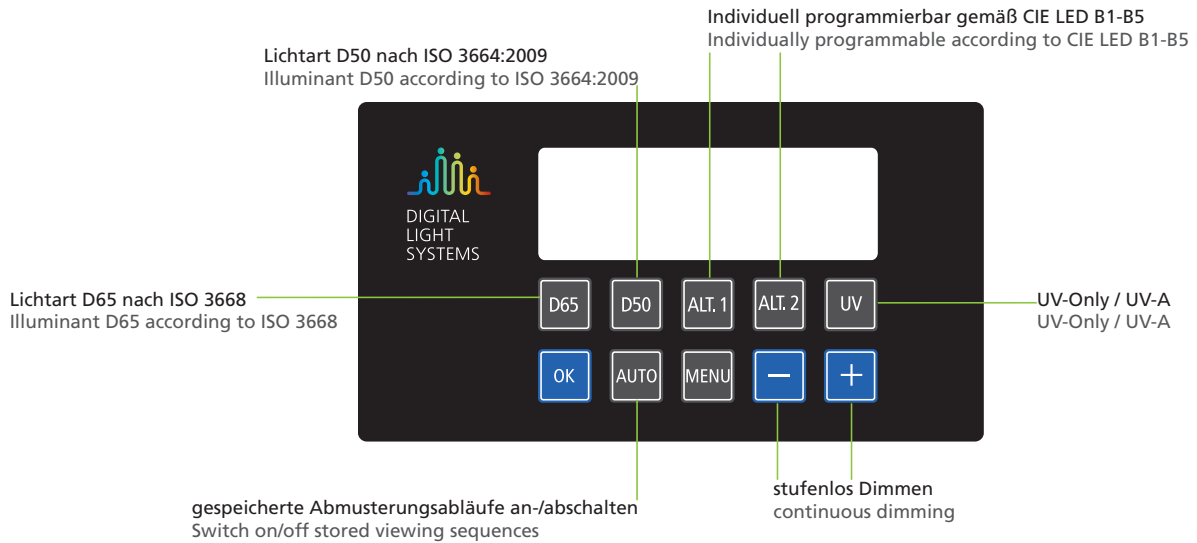 Individuell programmierbar gemäß CIE LED B1-B5
Individually programmable according to CIE LED B1-B5
Lichtart D50 nach ISO 3664:2009
Illuminant D50 according to ISO 3664:2009
DIGITAL
LIGHT
SYSTEMS
Lichtart D65 nach ISO 3668
Illuminant D65 according to ISO 3668
D65 D50 ALT. 1 ALT. 2 UV
UV-Only / UV-A
UV-Only / UV-A
OK AUTO MENU − +
gespeicherte Abmusterungsabläufe an-/abschalten
Switch on/off stored viewing sequences
stufenlos Dimmen
continuous dimming